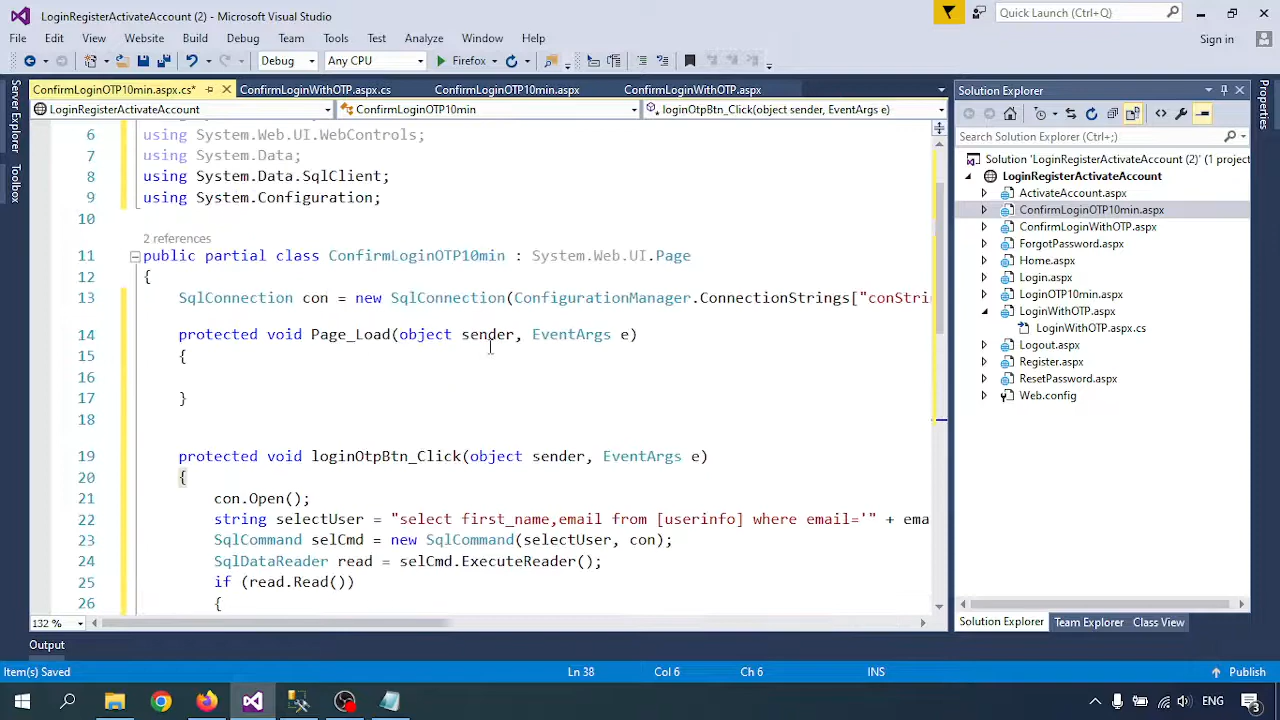 LoginRegisterActivateAccount (2) - Microsoft Visual Studio
Quick Launch (Ctrl+Q)
File Edit View Website Build Debug Team Tools Test Analyze Window Help
Sign in
Debug Any CPU Firefox
ConfirmLoginOTP10min.aspx.cs* ConfirmLoginWithOTP.aspx.cs ConfirmLoginOTP10min.aspx ConfirmLoginWithOTP.aspx
Solution Explorer
LoginRegisterActivateAccount ConfirmLoginOTP10min loginOtpBtn_Click(object sender, EventArgs e)
Server Explorer
Toolbox
Properties
6 using System.Web.UI.WebControls;
7 using System.Data;
8 using System.Data.SqlClient;
9 using System.Configuration;
10
2 references
11 public partial class ConfirmLoginOTP10min : System.Web.UI.Page
12 {
13 SqlConnection con = new SqlConnection(ConfigurationManager.ConnectionStrings["conStri
14 protected void Page_Load(object sender, EventArgs e)
15 {
16
17 }
18
19 protected void loginOtpBtn_Click(object sender, EventArgs e)
20 {
21 con.Open();
22 string selectUser = "select first_name,email from [userinfo] where email='" + ema
23 SqlCommand selCmd = new SqlCommand(selectUser, con);
24 SqlDataReader read = selCmd.ExecuteReader();
25 if (read.Read())
26 {
Search Solution Explorer (Ctrl+;)
Solution 'LoginRegisterActivateAccount (2)' (1 project
LoginRegisterActivateAccount
ActivateAccount.aspx
ConfirmLoginOTP10min.aspx
ConfirmLoginWithOTP.aspx
ForgotPassword.aspx
Home.aspx
Login.aspx
LoginOTP10min.aspx
LoginWithOTP.aspx
LoginWithOTP.aspx.cs
Logout.aspx
Register.aspx
ResetPassword.aspx
Web.config
132 %
Solution Explorer Team Explorer Class View
Output
Item(s) Saved Ln 38 Col 6 Ch 6 INS Publish
ENG
3